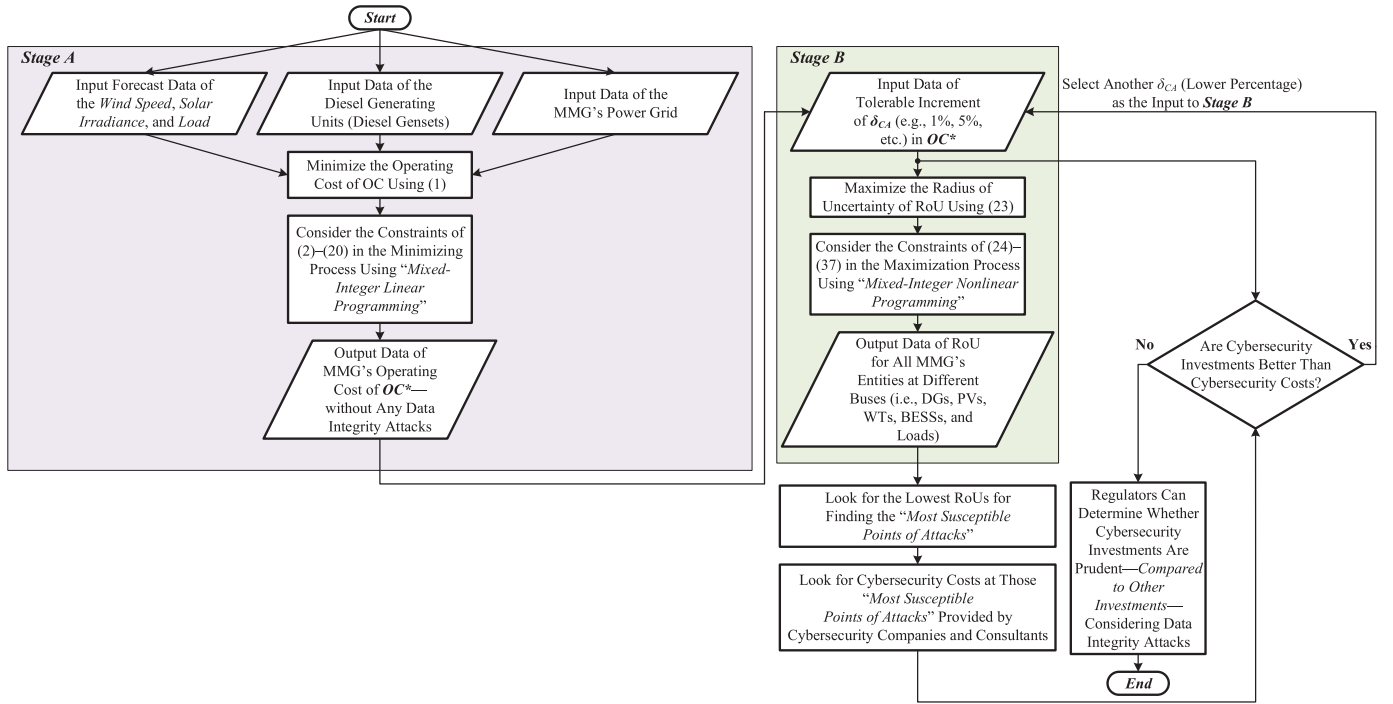 Start
Stage A
Input Forecast Data of
the Wind Speed, Solar
Irradiance, and Load
Input Data of the
Diesel Generating
Units (Diesel Gensets)
Input Data of the
MMG's Power Grid
Minimize the Operating
Cost of OC Using (1)
Consider the Constraints of
(2)–(20) in the Minimizing
Process Using “Mixed-
Integer Linear
Programming”
Output Data of
MMG's Operating
Cost of OC*—
without Any Data
Integrity Attacks
Stage B
Input Data of
Tolerable Increment
of δCA (e.g., 1%, 5%,
etc.) in OC*
Maximize the Radius of
Uncertainty of RoU Using (23)
Consider the Constraints of (24)–
(37) in the Maximization Process
Using “Mixed-Integer Nonlinear
Programming”
Output Data of RoU
for All MMG's
Entities at Different
Buses (i.e., DGs, PVs,
WTs, BESSs, and
Loads)
Look for the Lowest RoUs for
Finding the “Most Susceptible
Points of Attacks”
Look for Cybersecurity Costs at Those
“Most Susceptible
Points of Attacks” Provided by
Cybersecurity Companies and Consultants
Select Another δCA (Lower Percentage)
as the Input to Stage B
No
Yes
Are Cybersecurity
Investments Better Than
Cybersecurity Costs?
Regulators Can
Determine Whether
Cybersecurity
Investments Are
Prudent—Compared
to Other
Investments—
Considering Data
Integrity Attacks
End